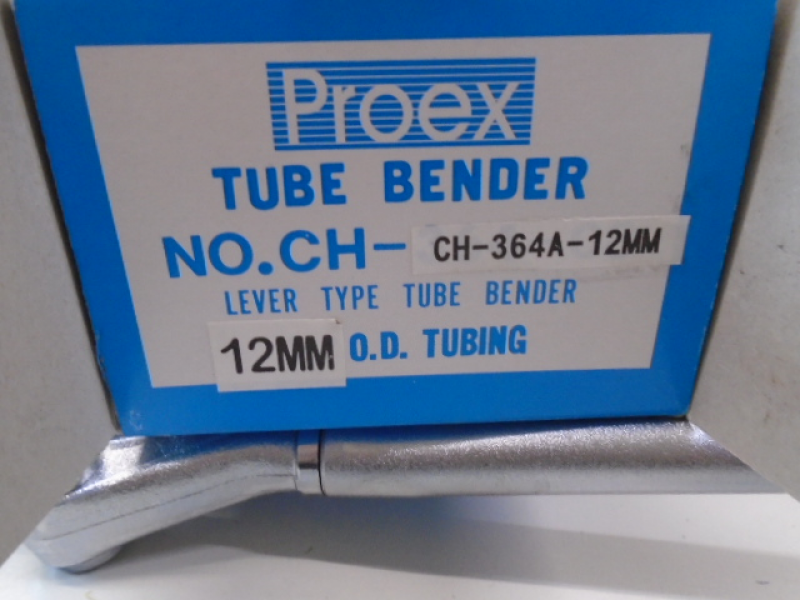 Proex
TUBE BENDER
NO.CH- CH-364A-12MM
LEVER TYPE TUBE BENDER
12MM O.D. TUBING